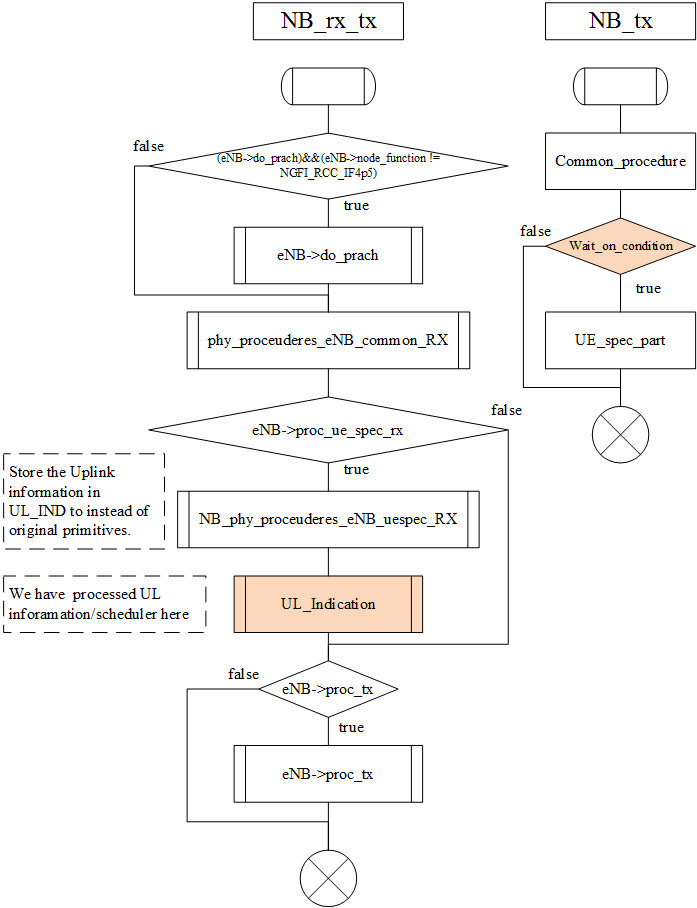 NB_rx_tx
NB_tx
false
(eNB->do_prach)&&(eNB->node_function !=
NGFI_RCC_IF4p5)
true
eNB->do_prach
phy_proceuderes_eNB_common_RX
false
eNB->proc_ue_spec_rx
true
Store the Uplink
information in
UL_IND to instead of
original primitives.
NB_phy_proceuderes_eNB_uespec_RX
We have  processed UL
inforamation/scheduler here
UL_Indication
false
eNB->proc_tx
true
eNB->proc_tx
Common_procedure
false
Wait_on_condition
true
UE_spec_part